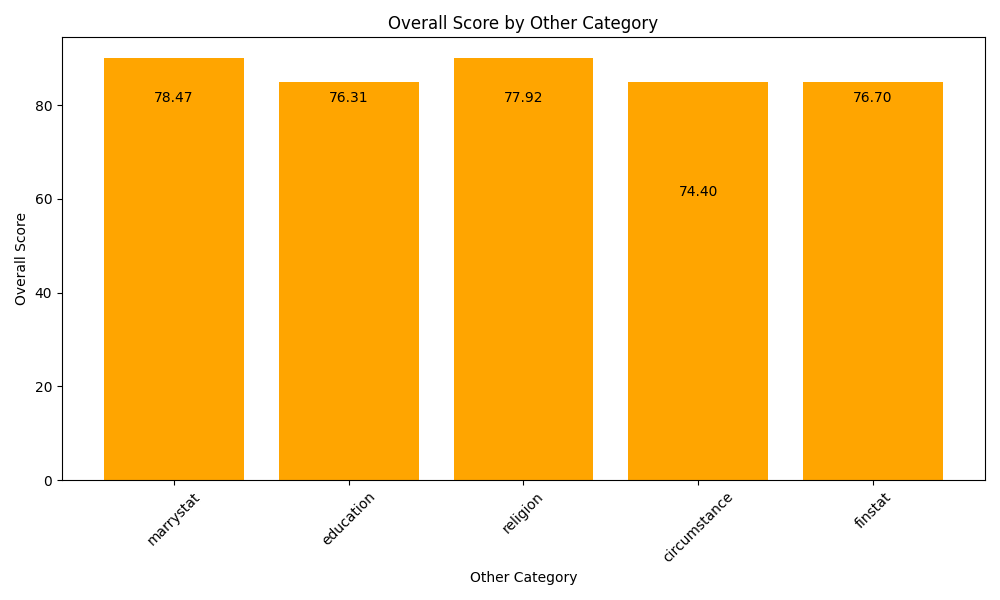 Overall Score by Other Category
Overall Score
80
60
40
20
0
78.47
76.31
77.92
74.40
76.70
marrystat
education
religion
circumstance
finstat
Other Category